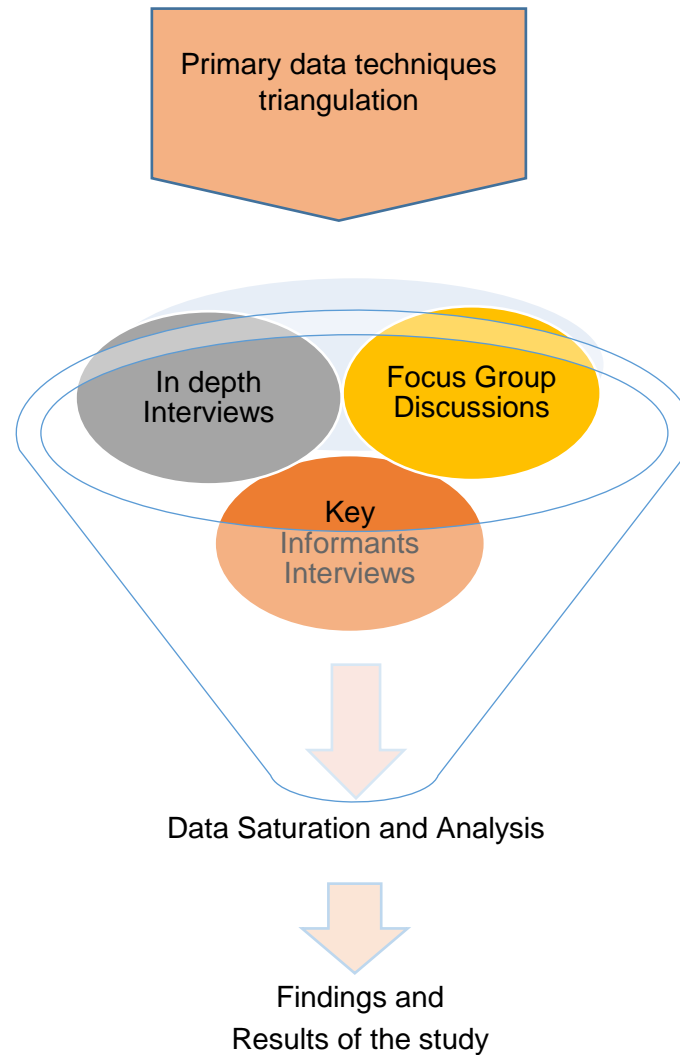 Primary data techniques
triangulation
In depth
Interviews
Focus Group
Discussions
Key
Informants
Interviews
Data Saturation and Analysis
Findings and
Results of the study